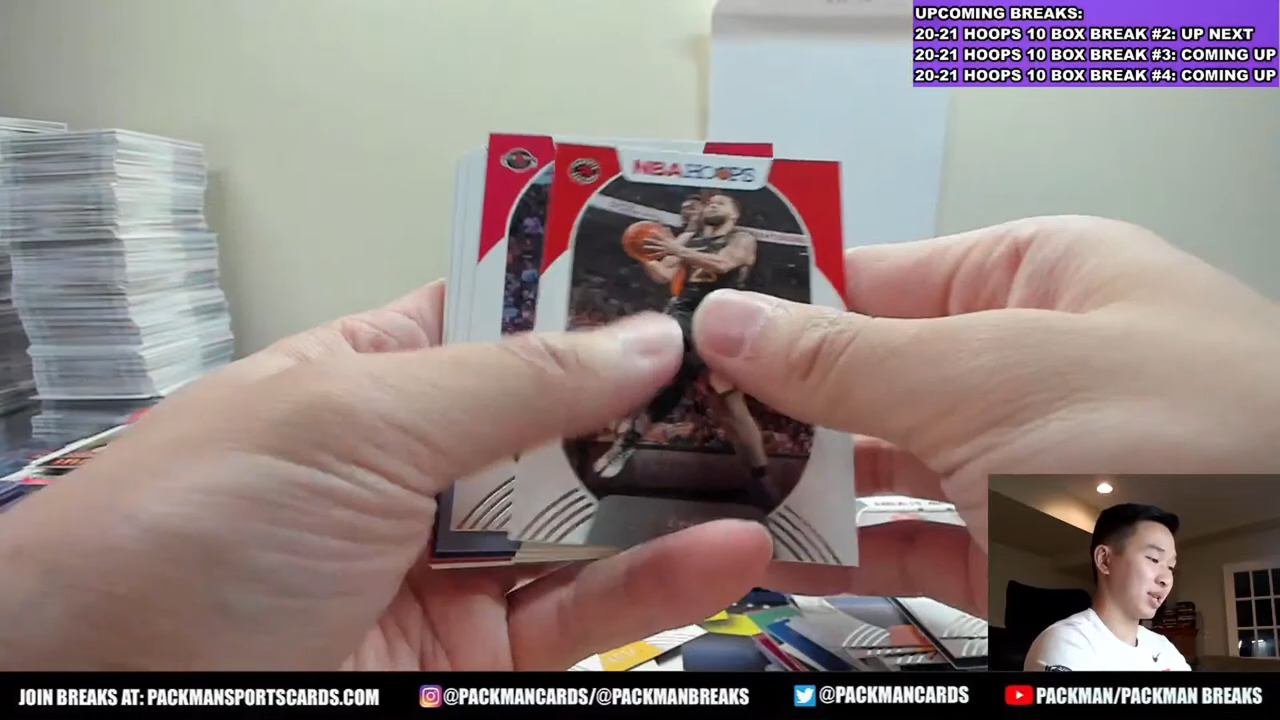 UPCOMING BREAKS:
20-21 HOOPS 10 BOX BREAK #2: UP NEXT
20-21 HOOPS 10 BOX BREAK #3: COMING UP
20-21 HOOPS 10 BOX BREAK #4: COMING UP
NBA HOOPS
JOIN BREAKS AT: PACKMANSPORTSCARDS.COM
@PACKMANCARDS/@PACKMANBREAKS
@PACKMANCARDS
PACKMAN/PACKMAN BREAKS